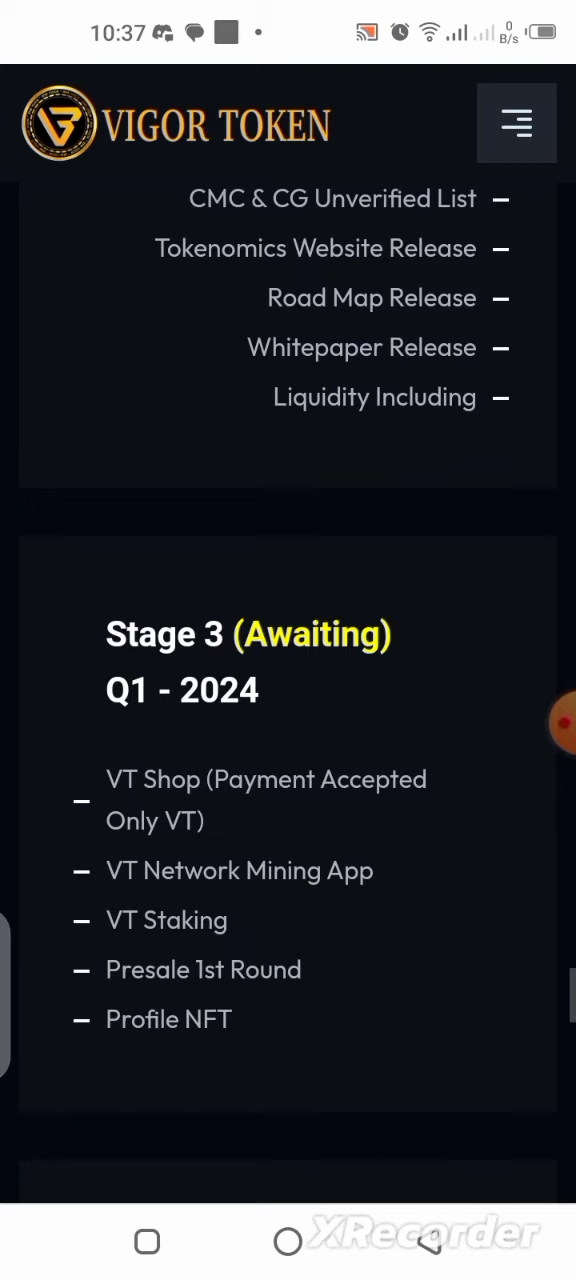 10:37
0
B/s
VIGOR TOKEN
CMC & CG Unverified List
Tokenomics Website Release
Road Map Release
Whitepaper Release
Liquidity Including
Stage 3 (Awaiting)
Q1 - 2024
VT Shop (Payment Accepted
Only VT)
VT Network Mining App
VT Staking
Presale 1st Round
Profile NFT
XRecorder